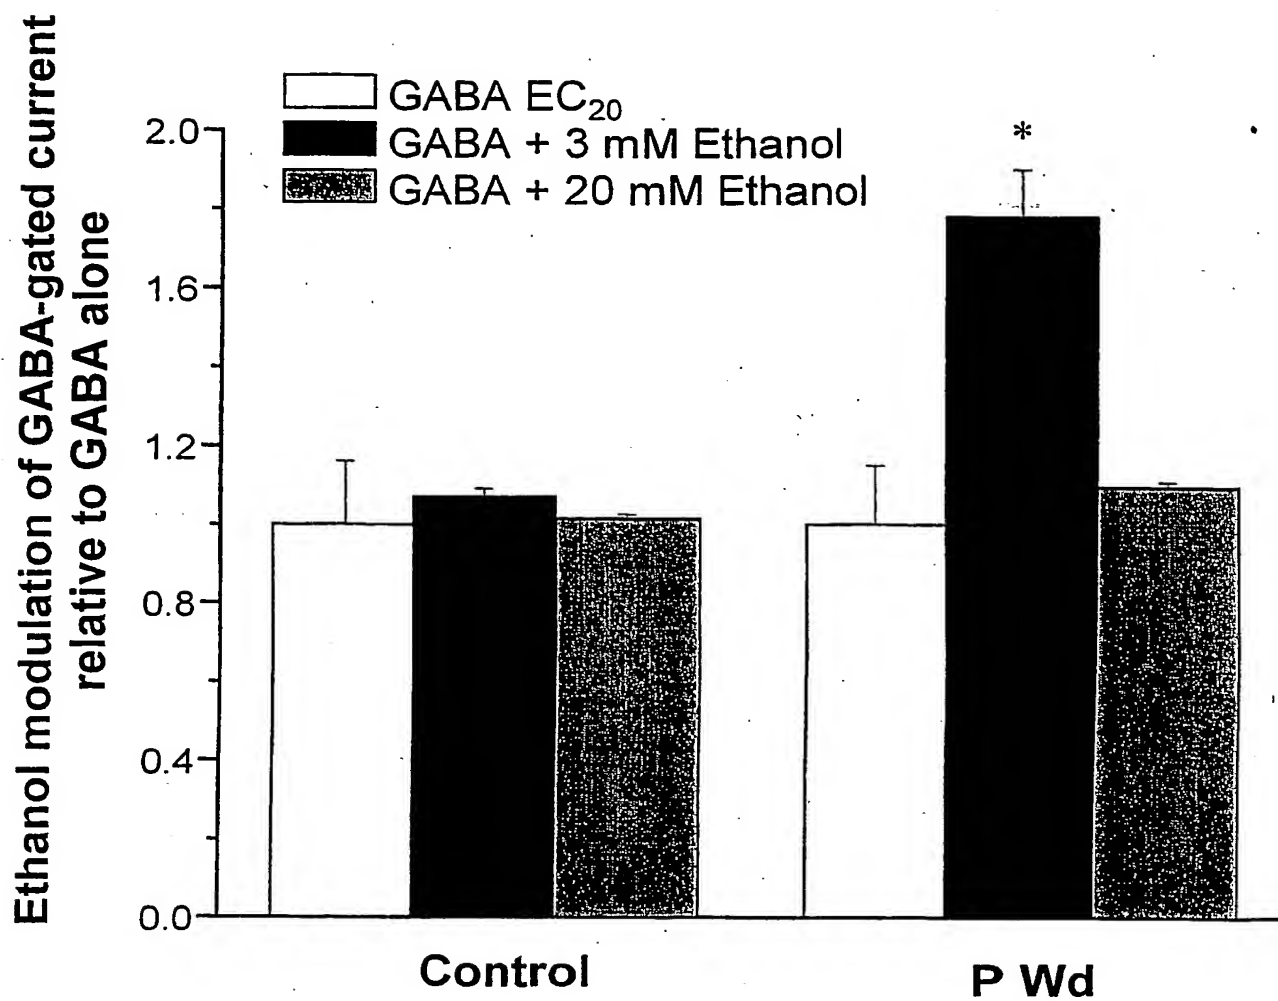 Ethanol modulation of GABA-gated current
relative to GABA alone
GABA EC20
GABA + 3 mM Ethanol
GABA + 20 mM Ethanol
2.0
1.6
1.2
0.8
0.4
0.0
*
Control
P Wd